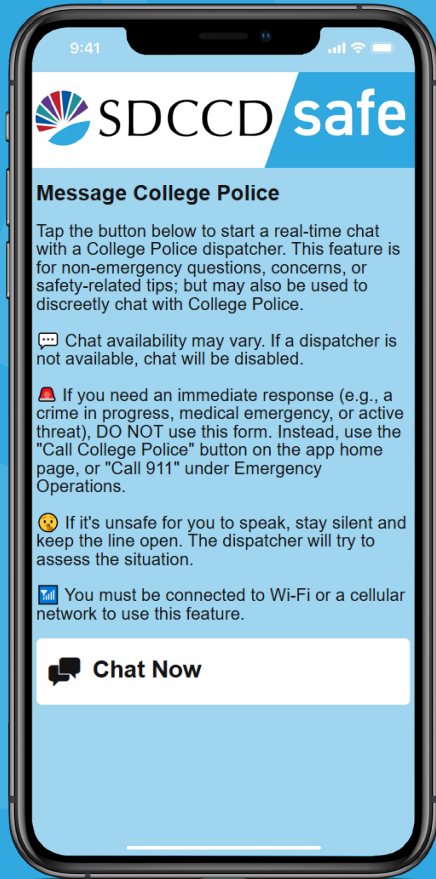 9:41
SDCCD safe
Message College Police
Tap the button below to start a real-time chat
with a College Police dispatcher. This feature is
for non-emergency questions, concerns, or
safety-related tips; but may also be used to
discreetly chat with College Police.
💬 Chat availability may vary. If a dispatcher is
not available, chat will be disabled.
🚨 If you need an immediate response (e.g., a
crime in progress, medical emergency, or active
threat), DO NOT use this form. Instead, use the
"Call College Police" button on the app home
page, or "Call 911" under Emergency
Operations.
🤫 If it's unsafe for you to speak, stay silent and
keep the line open. The dispatcher will try to
assess the situation.
📶 You must be connected to Wi-Fi or a cellular
network to use this feature.
Chat Now